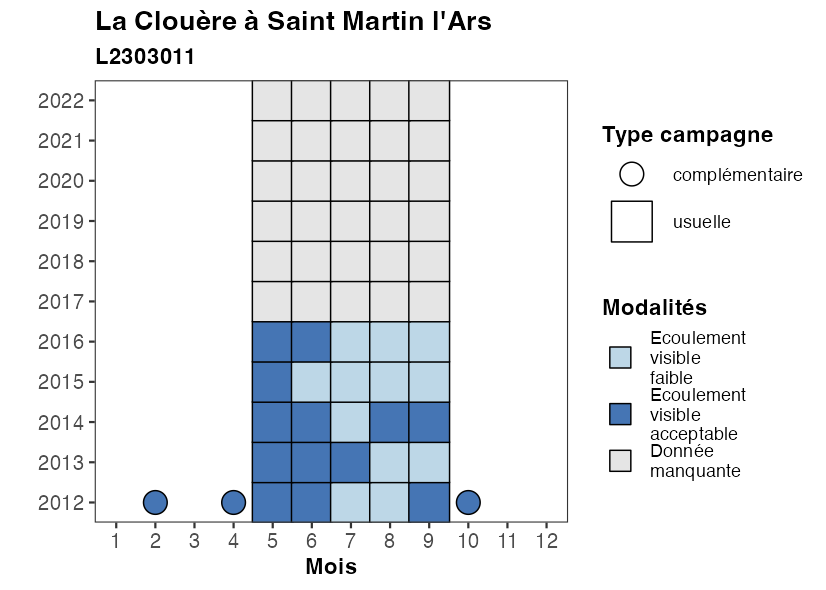 La Clouère à Saint Martin l'Ars
L2303011
2022
2021
2020
2019
2018
2017
2016
2015
2014
2013
2012
1 2 3 4 5 6 7 8 9 10 11 12
Mois
Type campagne
complémentaire
usuelle
Modalités
Ecoulement
visible
faible
Ecoulement
visible
acceptable
Donnée
manquante